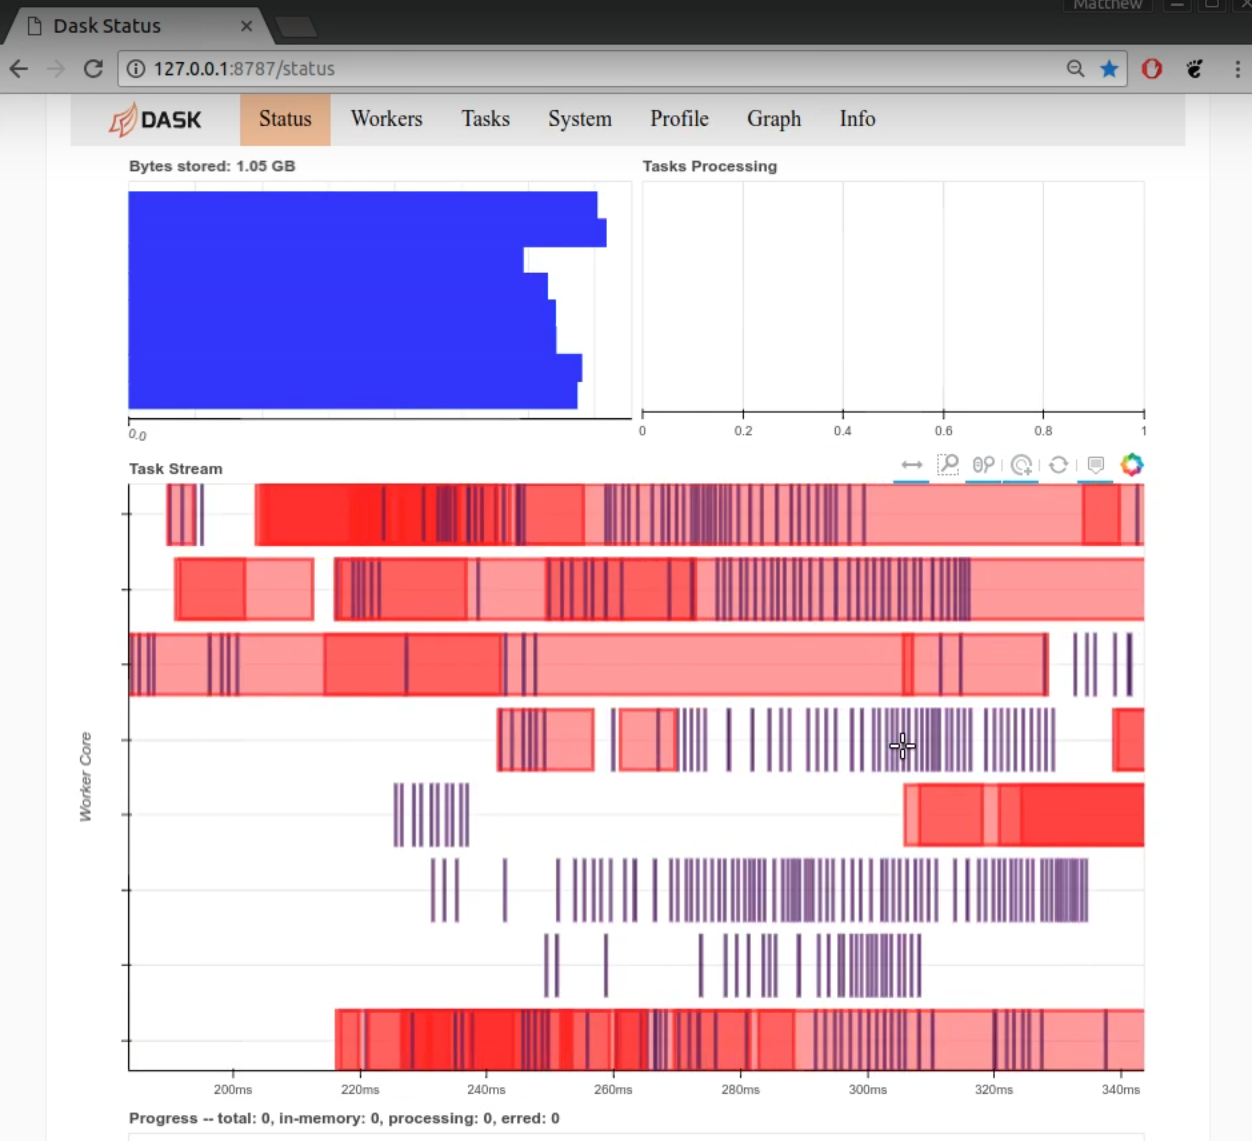 Matthew
Dask Status
127.0.0.1:8787/status
DASK Status Workers Tasks System Profile Graph Info
Bytes stored: 1.05 GB
Tasks Processing
0.0
0 0.2 0.4 0.6 0.8 1
Task Stream
Worker Core
200ms 220ms 240ms 260ms 280ms 300ms 320ms 340ms
Progress -- total: 0, in-memory: 0, processing: 0, erred: 0